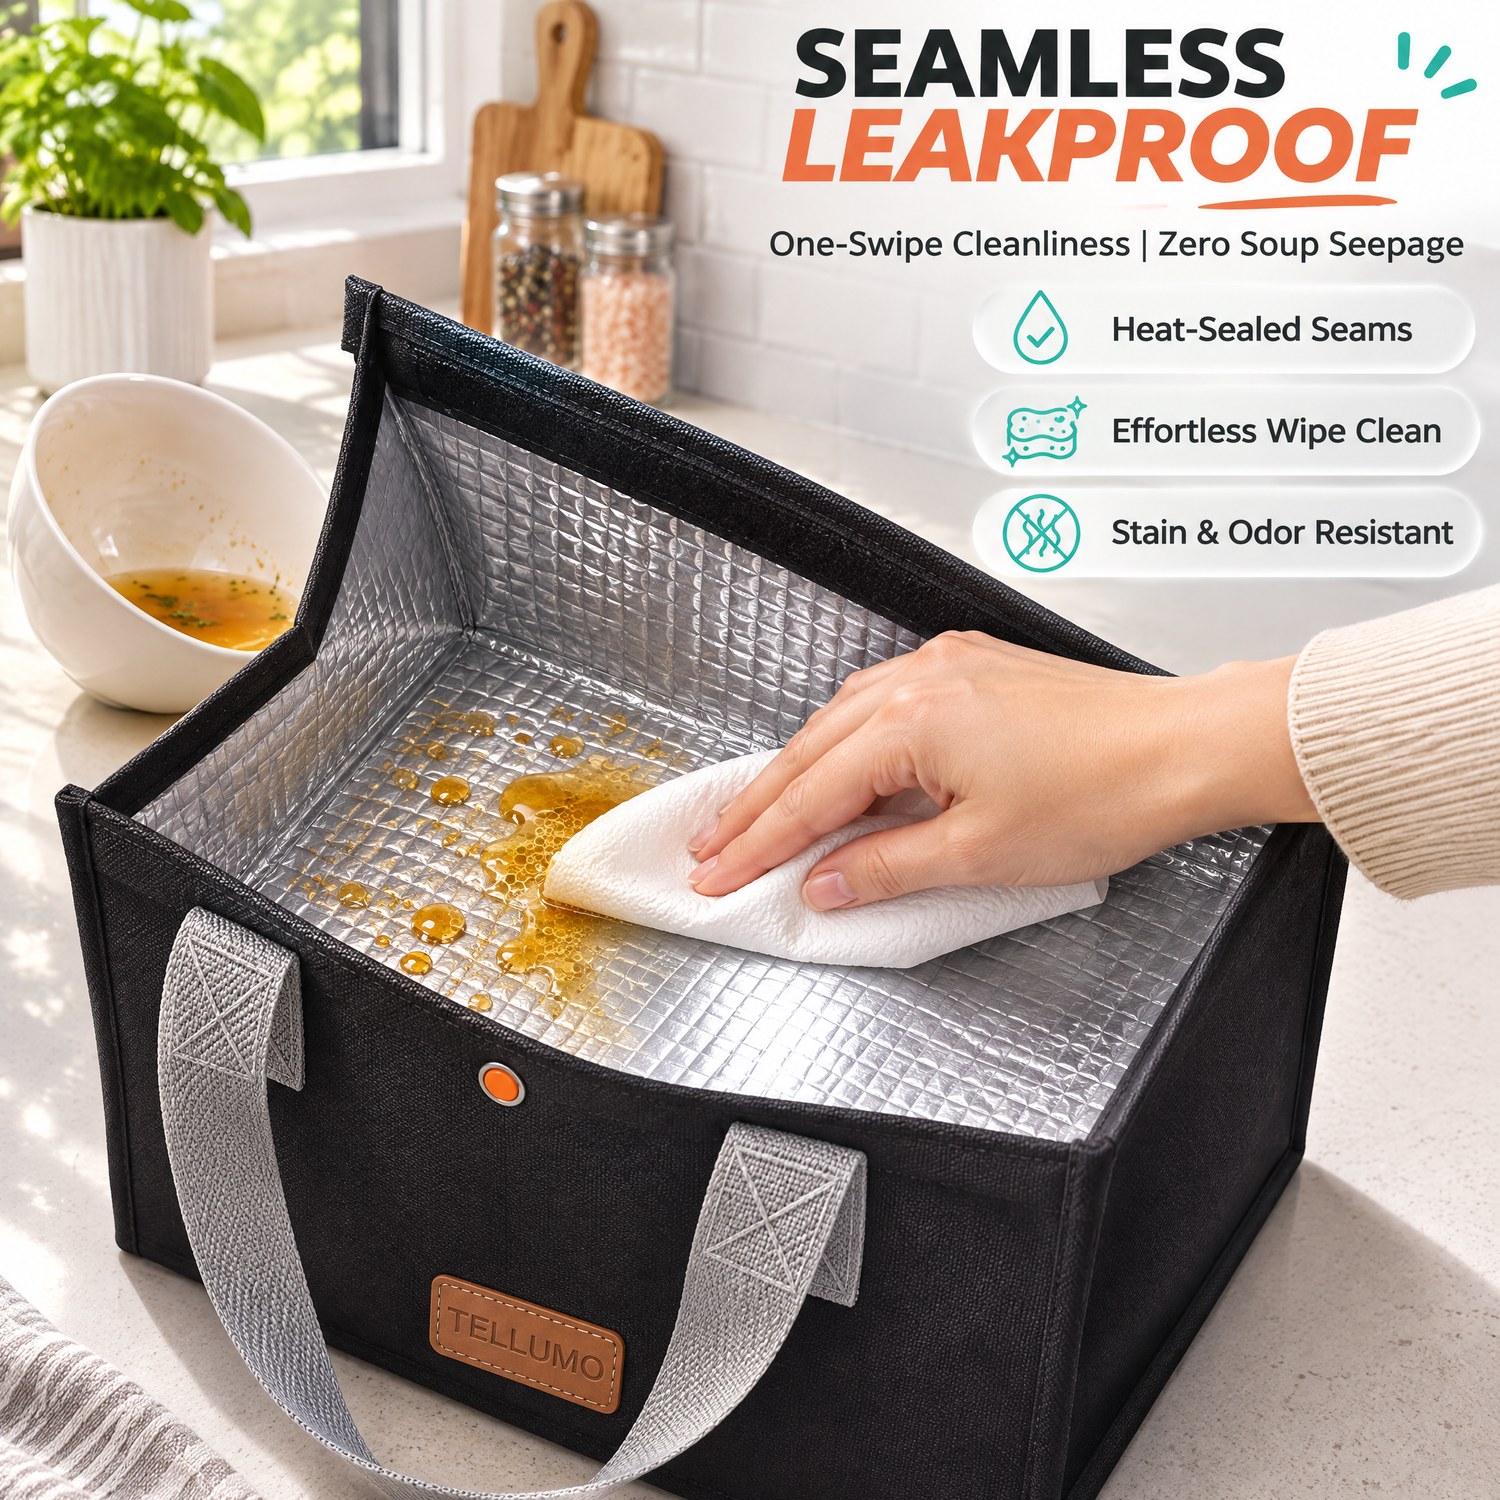 SEAMLESS
LEAKPROOF
One-Swipe Cleanliness | Zero Soup Seepage
Heat-Sealed Seams
Effortless Wipe Clean
Stain & Odor Resistant
TELLUMO